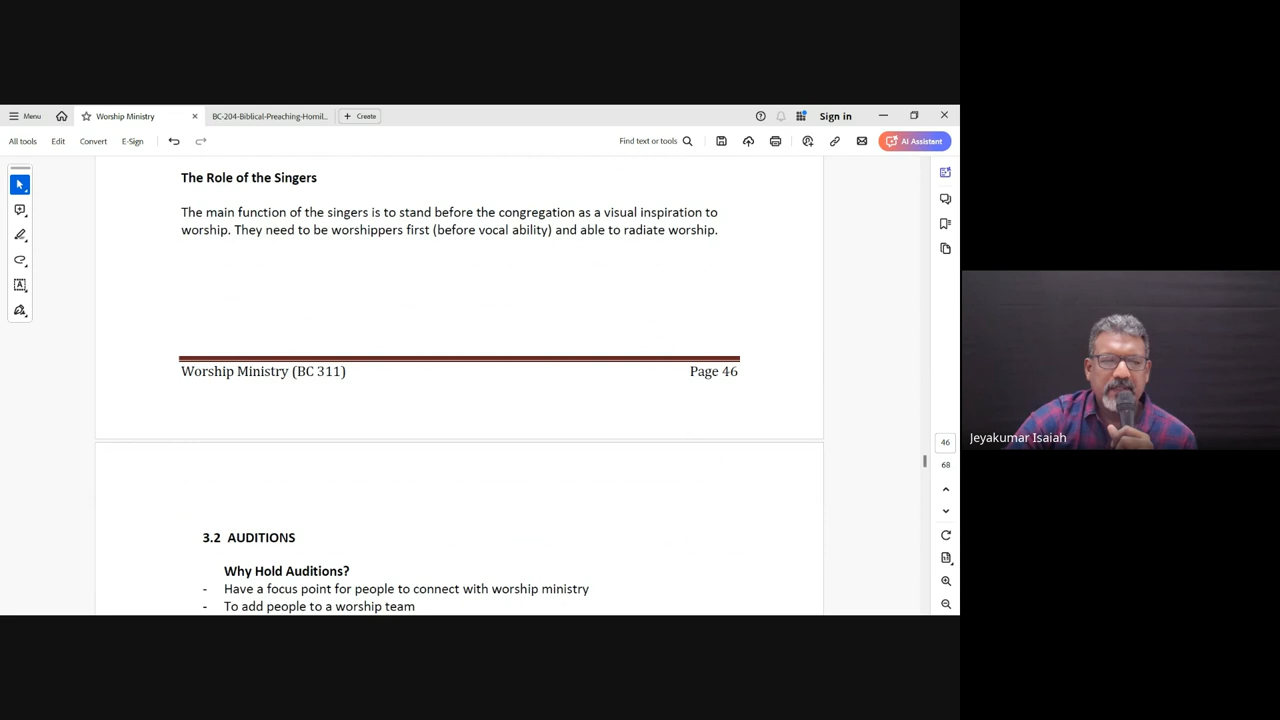 Menu
Worship Ministry
BC-204-Biblical-Preaching-Homil...
Create
Sign in
All tools
Edit
Convert
E-Sign
Find text or tools
AI Assistant
The Role of the Singers
The main function of the singers is to stand before the congregation as a visual inspiration to
worship. They need to be worshippers first (before vocal ability) and able to radiate worship.
Worship Ministry (BC 311) Page 46
46
68
3.2 AUDITIONS
Why Hold Auditions?
- Have a focus point for people to connect with worship ministry
- To add people to a worship team
Jeyakumar Isaiah